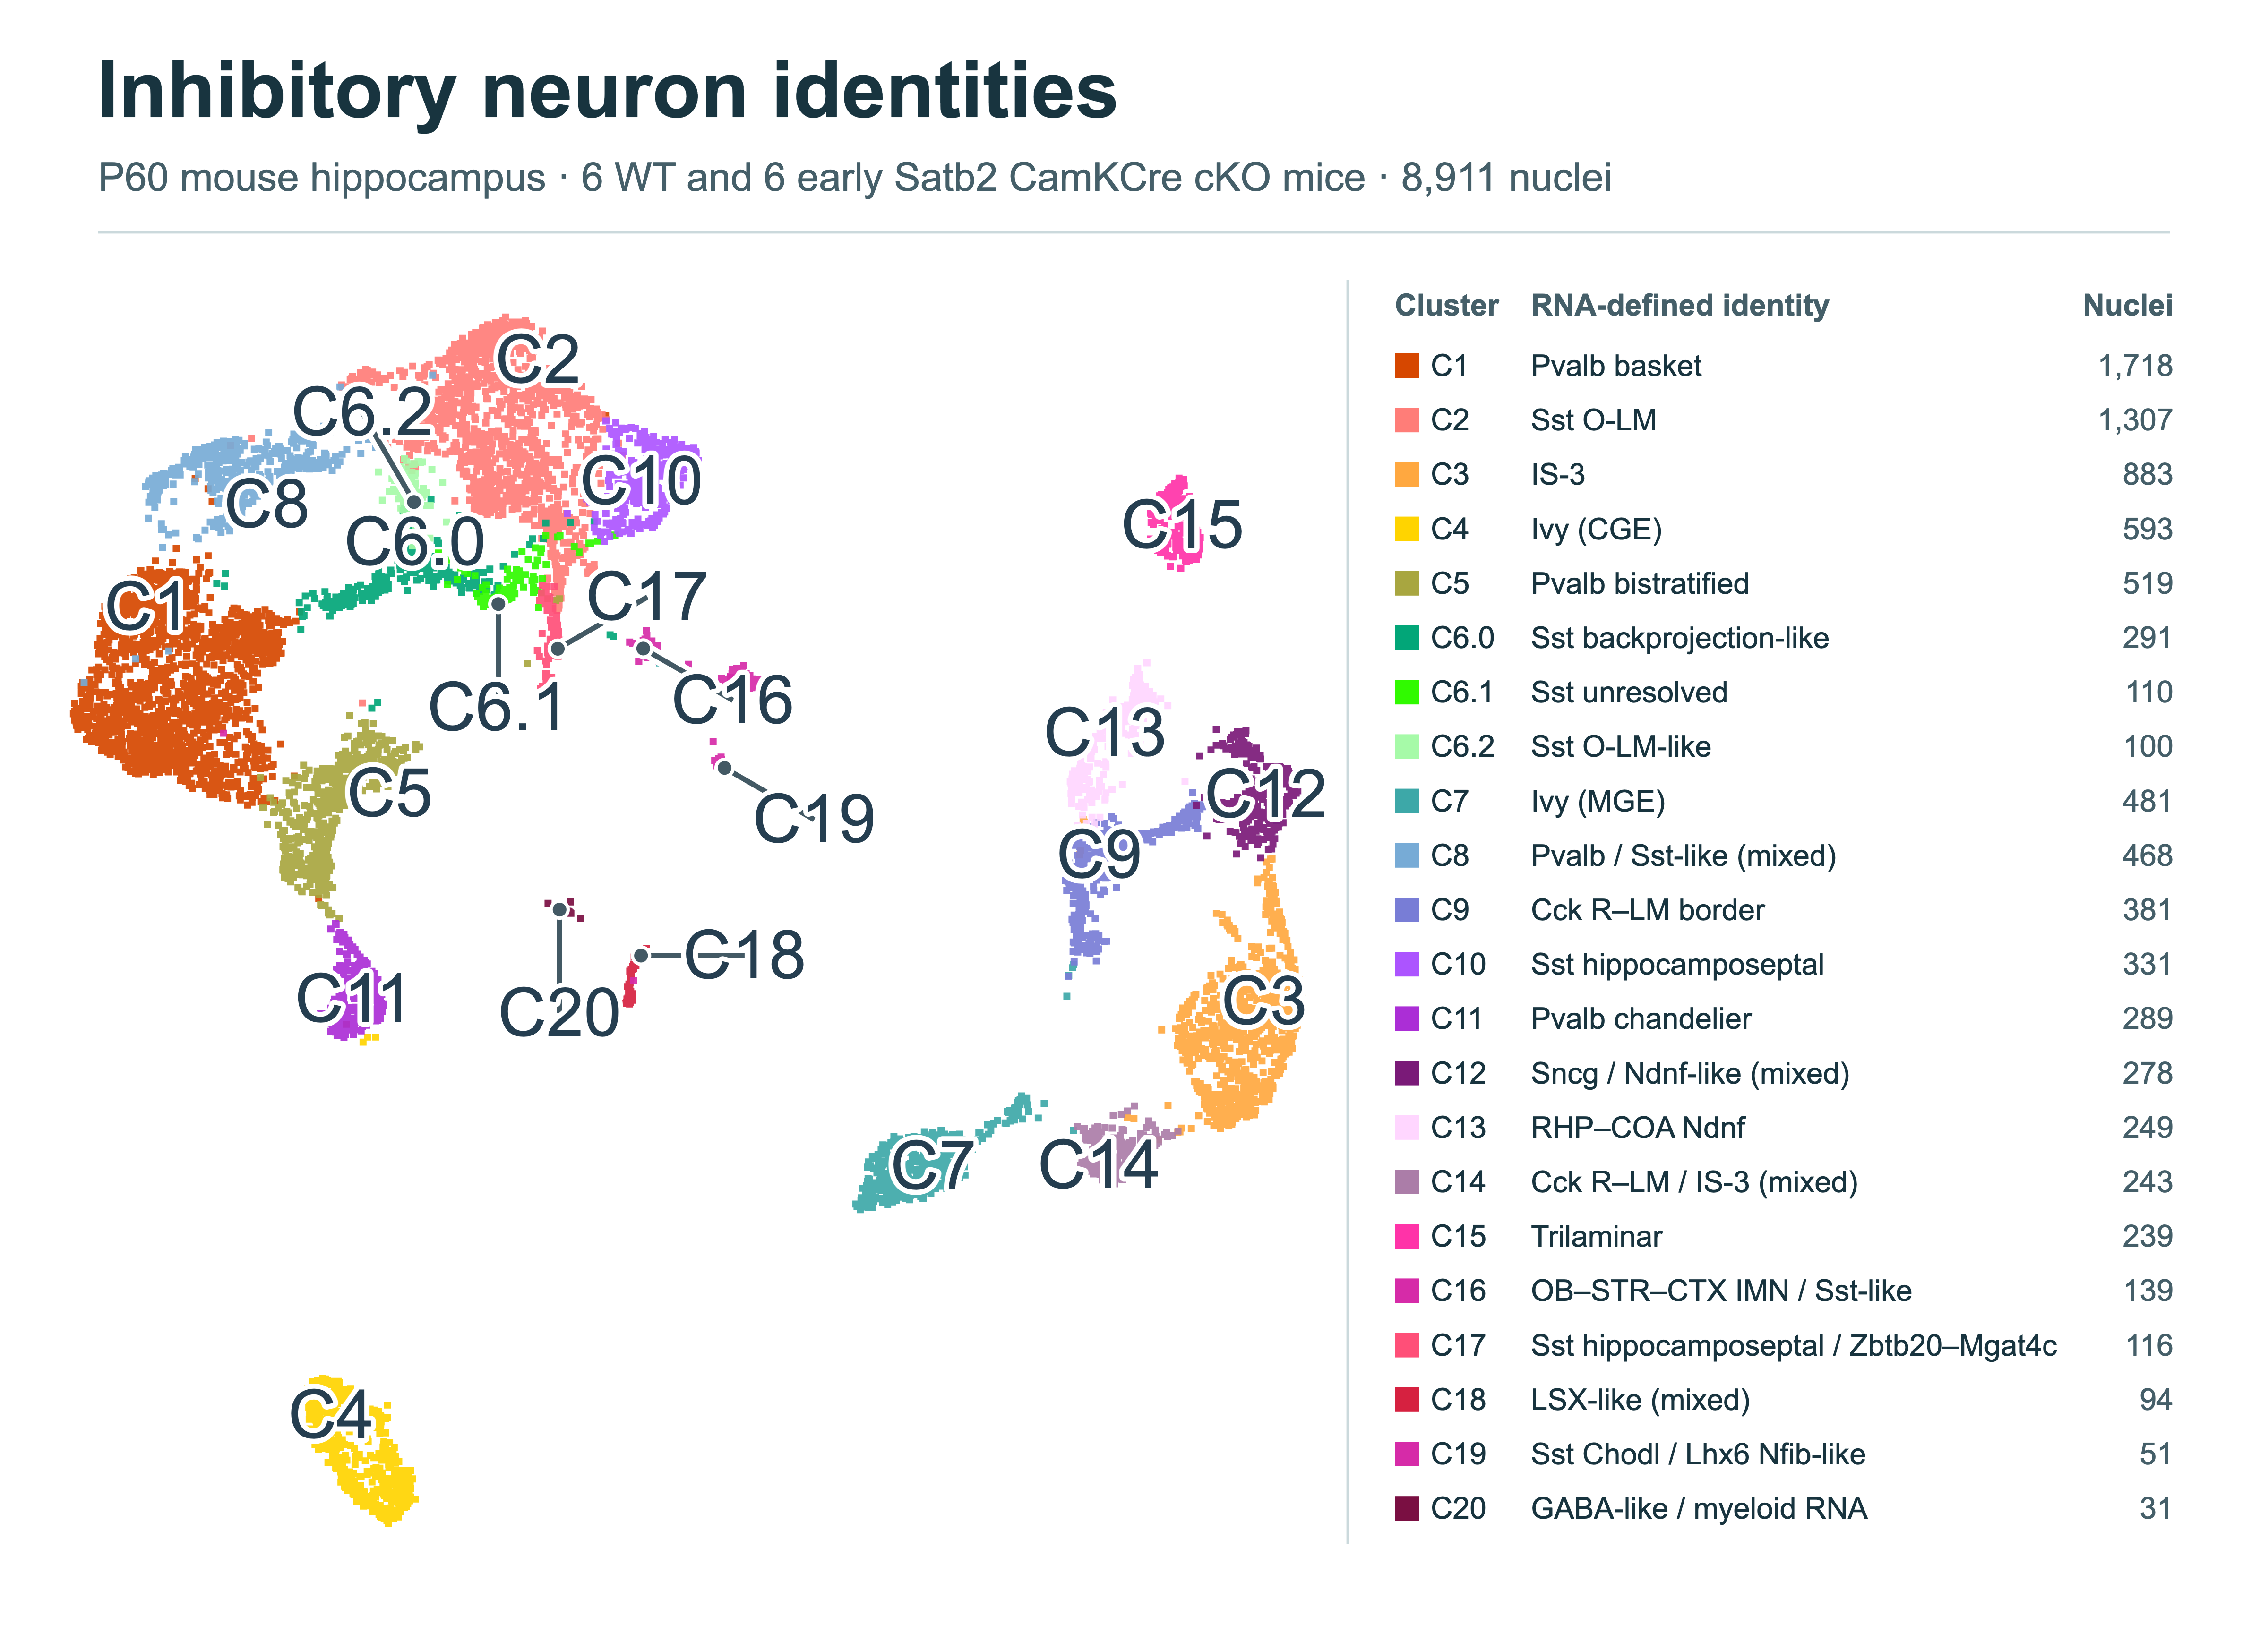 Inhibitory neuron identities
P60 mouse hippocampus · 6 WT and 6 early Satb2 CamKCre cKO mice · 8,911 nuclei
C2
C6.2
C10
C8
C6.0
C15
C17
C1
C6.1
C16
C13
C5
C19
C12
C9
C18
C11
C20
C3
C7
C14
C4
Cluster RNA-defined identity Nuclei
C1 Pvalb basket 1,718
C2 Sst O-LM 1,307
C3 IS-3 883
C4 Ivy (CGE) 593
C5 Pvalb bistratified 519
C6.0 Sst backprojection-like 291
C6.1 Sst unresolved 110
C6.2 Sst O-LM-like 100
C7 Ivy (MGE) 481
C8 Pvalb / Sst-like (mixed) 468
C9 Cck R–LM border 381
C10 Sst hippocamposeptal 331
C11 Pvalb chandelier 289
C12 Sncg / Ndnf-like (mixed) 278
C13 RHP–COA Ndnf 249
C14 Cck R–LM / IS-3 (mixed) 243
C15 Trilaminar 239
C16 OB–STR–CTX IMN / Sst-like 139
C17 Sst hippocamposeptal / Zbtb20–Mgat4c 116
C18 LSX-like (mixed) 94
C19 Sst Chodl / Lhx6 Nfib-like 51
C20 GABA-like / myeloid RNA 31